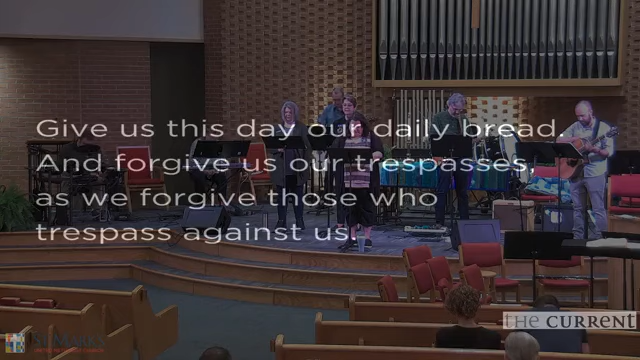 Give us this day our daily bread.
And forgive us our trespasses,
as we forgive those who
trespass against us.
the CURRENT